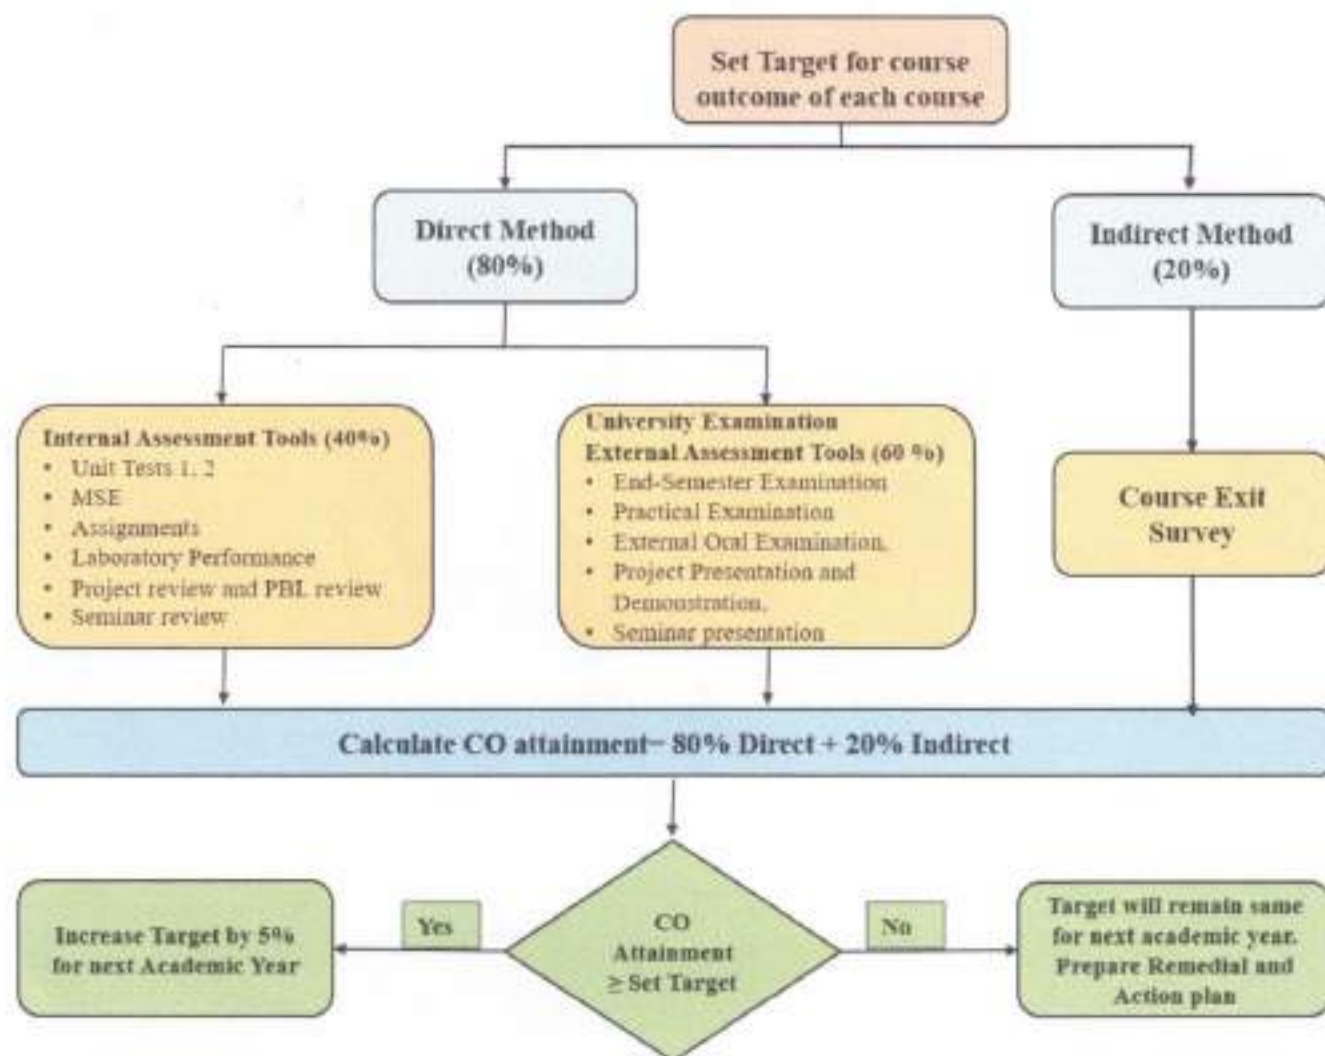 Set Target for course
outcome of each course
Direct Method
(80%)
Indirect Method
(20%)
Internal Assessment Tools (40%)
• Unit Tests 1, 2
• MSE
• Assignments
• Laboratory Performance
• Project review and PBL review
• Seminar review
University Examination
External Assessment Tools (60 %)
• End-Semester Examination
• Practical Examination
• External Oral Examination,
• Project Presentation and
Demonstration,
• Seminar presentation
Course Exit
Survey
Calculate CO attainment= 80% Direct + 20% Indirect
Yes
CO
Attainment
≥ Set Target
No
Increase Target by 5%
for next Academic Year
Target will remain same
for next academic year.
Prepare Remedial and
Action plan